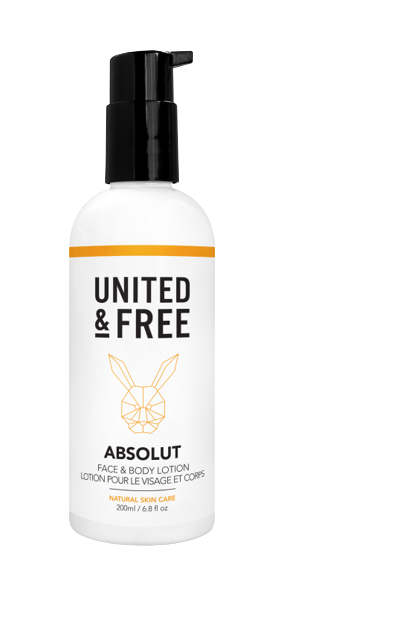 UNITED
& FREE
ABSOLUT
FACE & BODY LOTION
LOTION POUR LE VISAGE ET CORPS
NATURAL SKIN CARE
200ml / 6.8 fl oz